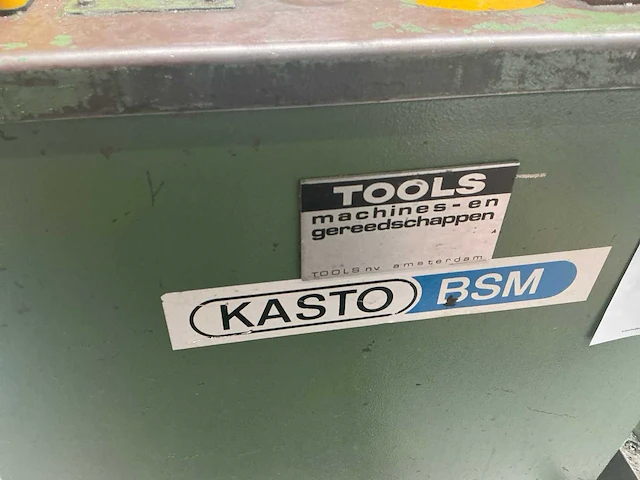 TOOLS
machines-en
gereedschappen
TOOLS nv amsterdam
KASTO BSM